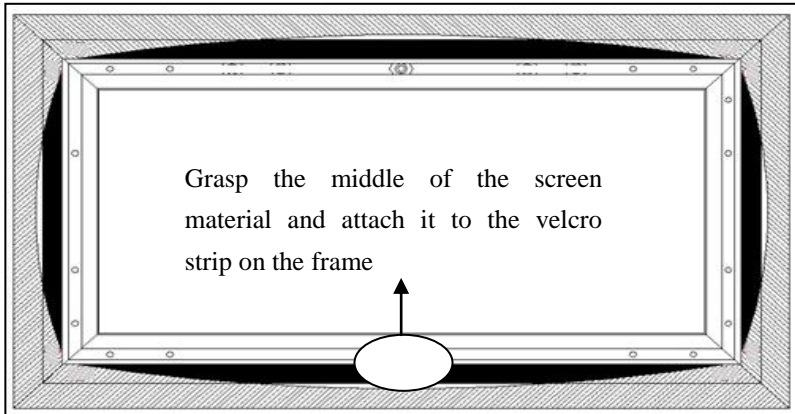 Grasp the middle of the screen
material and attach it to the velcro
strip on the frame